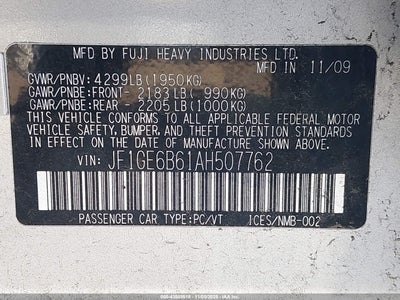 MFD BY FUJI HEAVY INDUSTRIES LTD.
MFD IN 11/09
GVWR/PNBV: 4299LB(1950KG)
GAWR/PNBE:FRONT- 2183LB( 990KG)
GAWR/PNBE:REAR - 2205LB(1000KG)
THIS VEHICLE CONFORMS TO ALL APPLICABLE FEDERAL MOTOR
VEHICLE SAFETY, BUMPER, AND THEFT PREVENTION STANDARDS
IN EFFECT ON THE DATE OF MANUFACTURE SHOWN ABOVE.
VIN: JF1GE6B61AH507762
PASSENGER CAR TYPE:PC/VT ICES/NMB-002